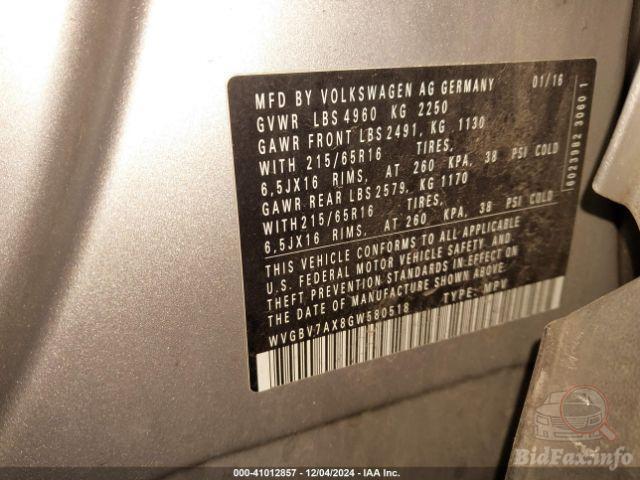 MFD BY VOLKSWAGEN AG GERMANY 01/16
GVWR LBS 4960 KG 2250
GAWR FRONT LBS 2491, KG 1130
WITH 215/65R16 TIRES,
6,5JX16 RIMS, AT 260 KPA, 38 PSI COLD
GAWR REAR LBS 2579, KG 1170
WITH 215/65R16 TIRES,
6,5JX16 RIMS, AT 260 KPA, 38 PSI COLD
THIS VEHICLE CONFORMS TO ALL APPLICABLE
U.S. FEDERAL MOTOR VEHICLE SAFETY, AND
THEFT PREVENTION STANDARDS IN EFFECT ON
THE DATE OF MANUFACTURE SHOWN ABOVE.
WVGBV7AX8GW580518 TYPE: MPV
6023982 3060 1
BidFax.info
000-41012857 - 12/04/2024 - IAA Inc.